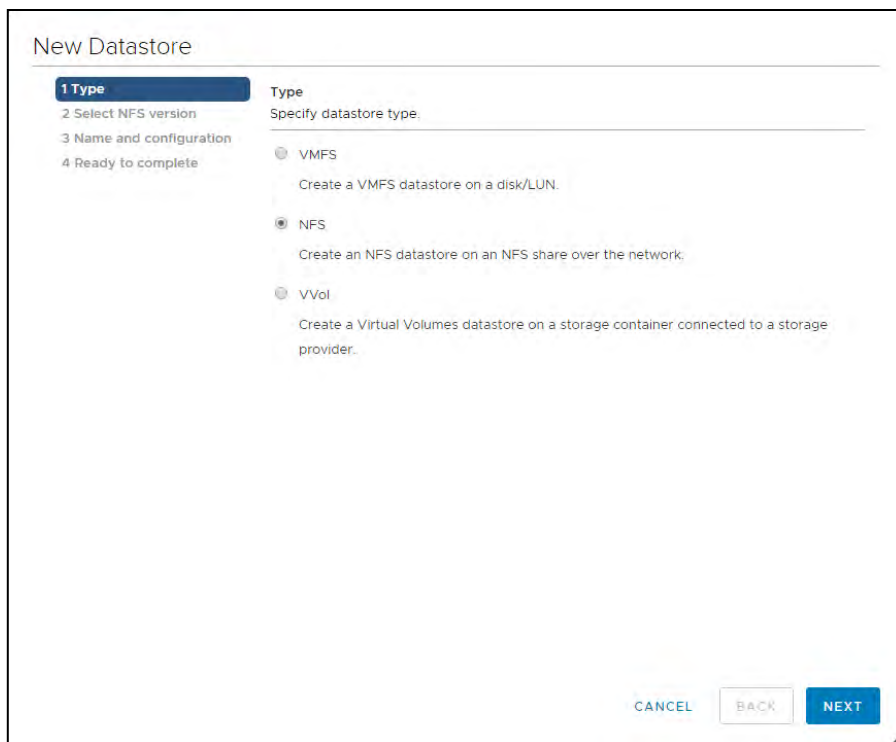 New Datastore
1 Type
2 Select NFS version
3 Name and configuration
4 Ready to complete
Type
Specify datastore type.
VMFS
Create a VMFS datastore on a disk/LUN.
NFS
Create an NFS datastore on an NFS share over the network.
VVol
Create a Virtual Volumes datastore on a storage container connected to a storage
provider.
CANCEL
BACK
NEXT